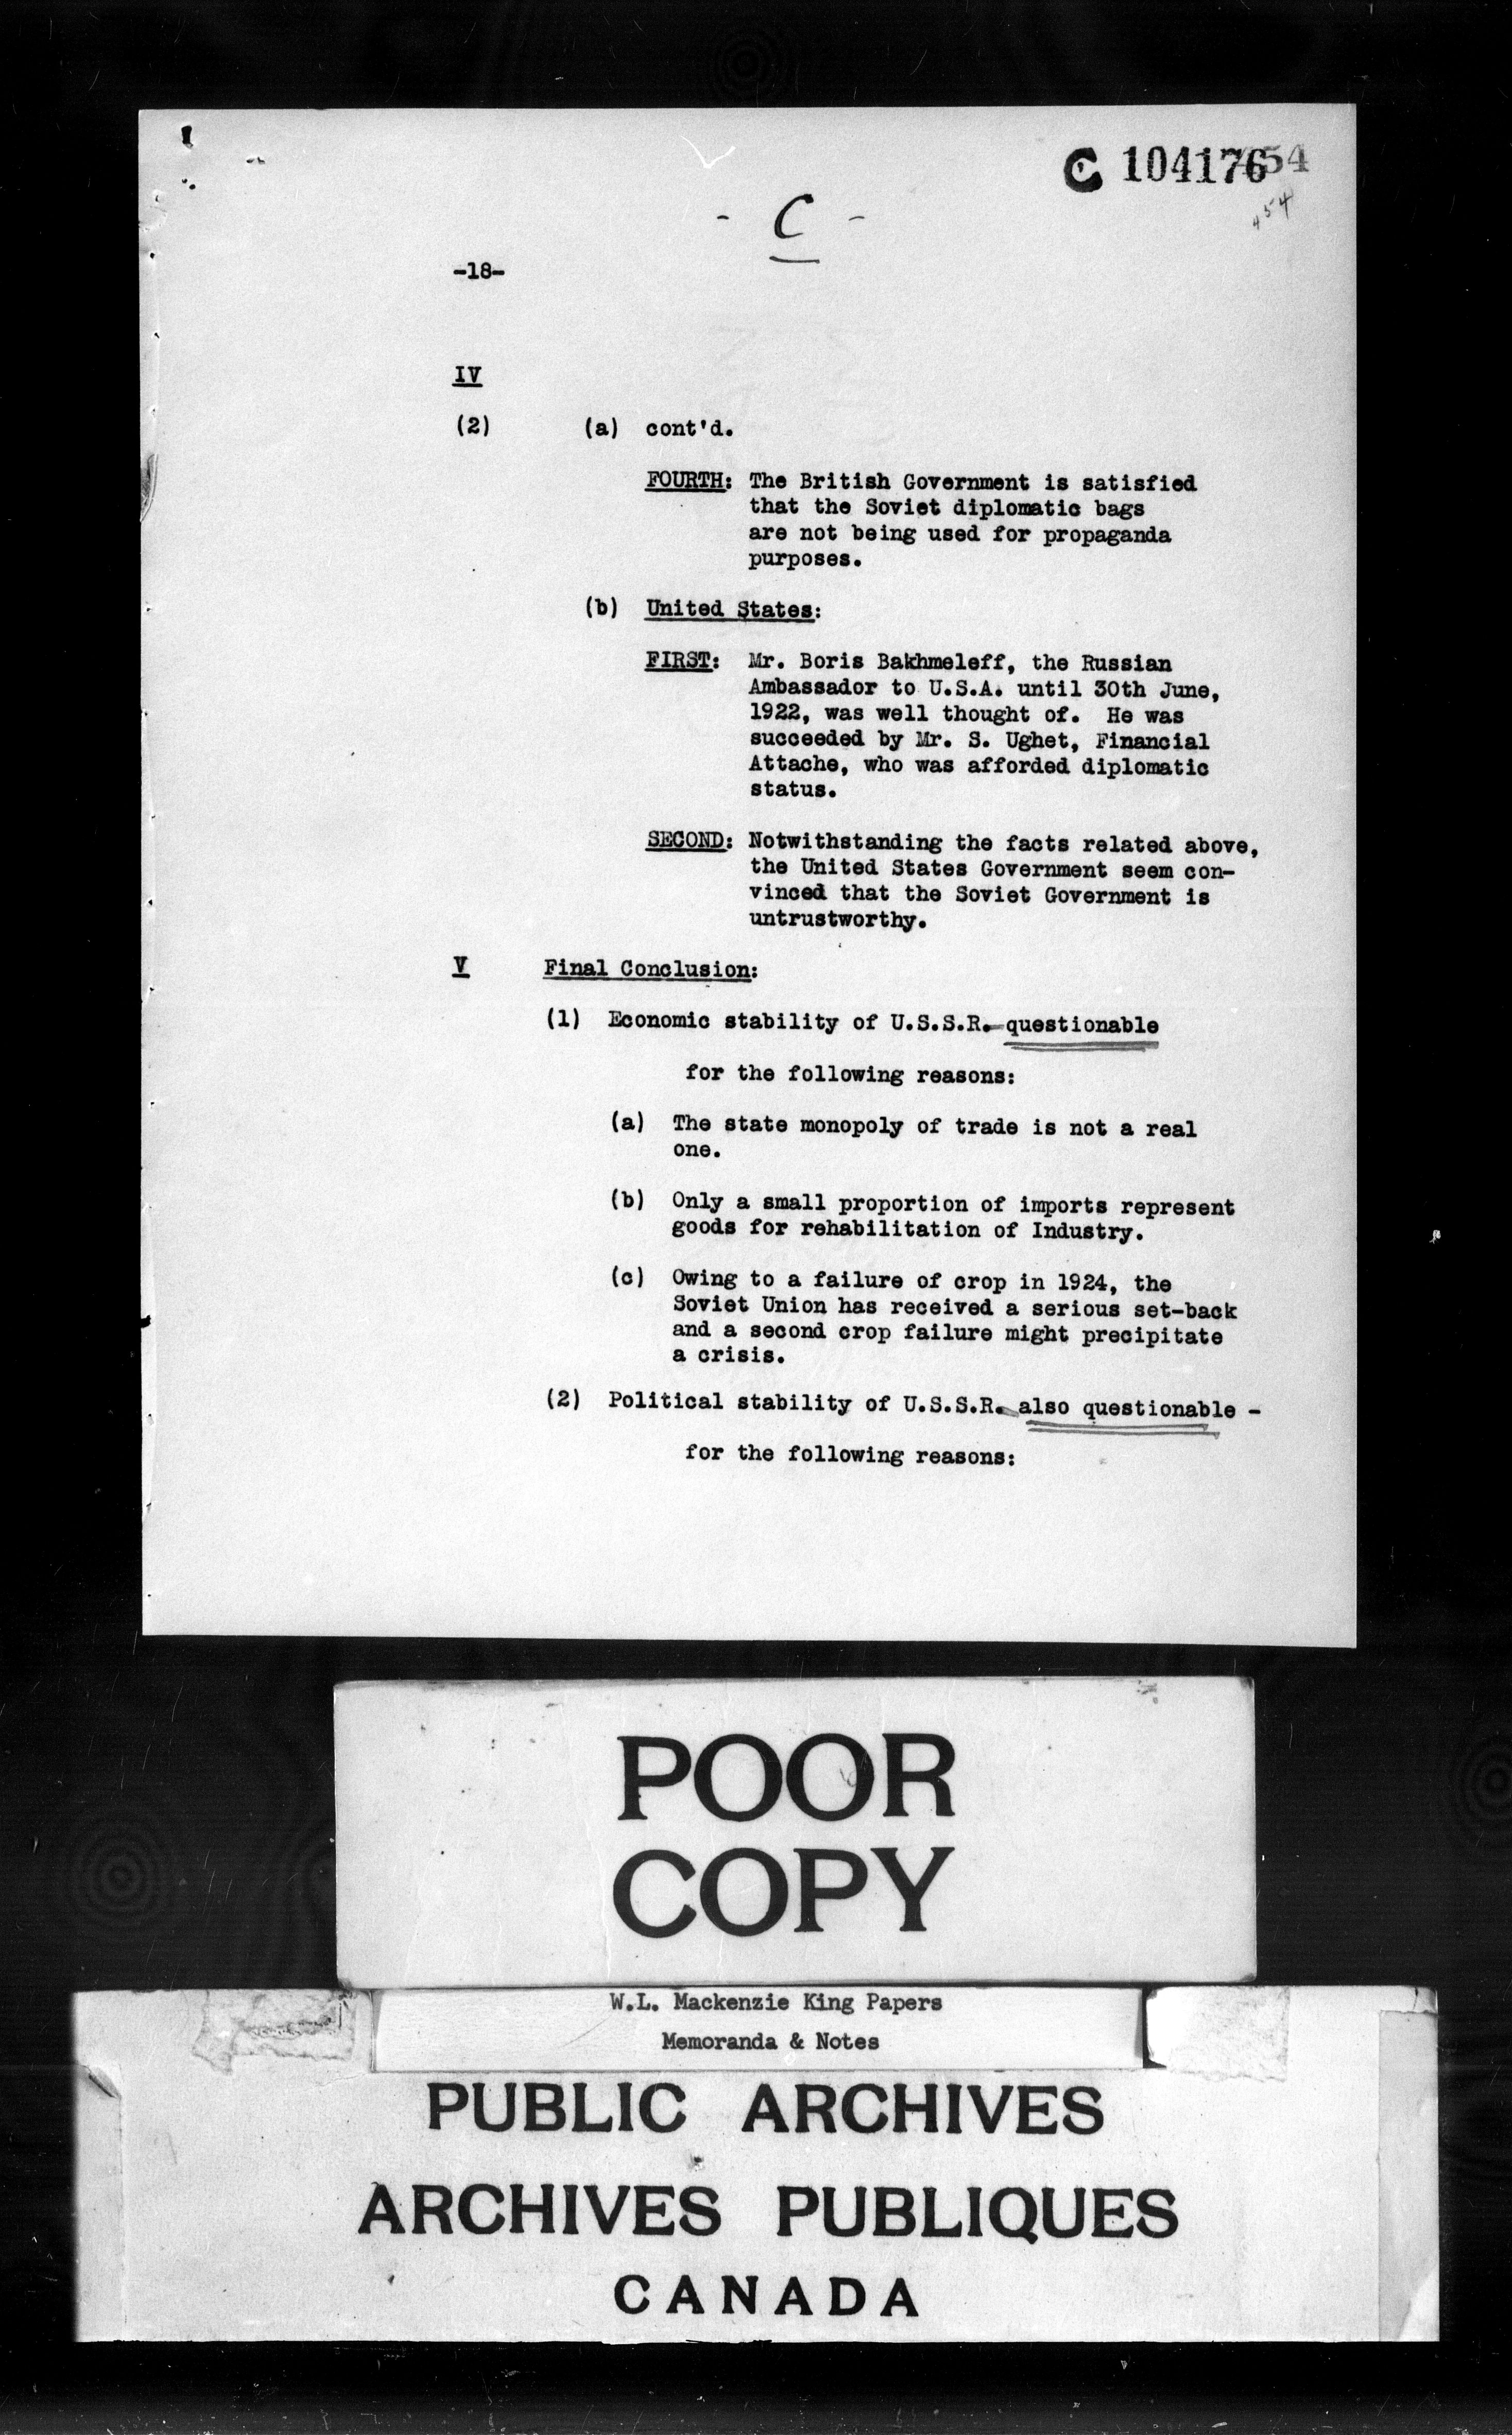 C 104176 454
454
- C -
-18-
IV
(2) (a) cont'd.
FOURTH: The British Government is satisfied
that the Soviet diplomatic bags
are not being used for propaganda
purposes.
(b) United States:
FIRST: Mr. Boris Bakhmeleff, the Russian
Ambassador to U.S.A. until 30th June,
1922, was well thought of. He was
succeeded by Mr. S. Ughet, Financial
Attache, who was afforded diplomatic
status.
SECOND: Notwithstanding the facts related above,
the United States Government seem con-
vinced that the Soviet Government is
untrustworthy.
V Final Conclusion:
(1) Economic stability of U.S.S.R. questionable
for the following reasons:
(a) The state monopoly of trade is not a real
one.
(b) Only a small proportion of imports represent
goods for rehabilitation of Industry.
(c) Owing to a failure of crop in 1924, the
Soviet Union has received a serious set-back
and a second crop failure might precipitate
a crisis.
(2) Political stability of U.S.S.R. also questionable -
for the following reasons:
POOR
COPY
W.L. Mackenzie King Papers
Memoranda & Notes
PUBLIC ARCHIVES
ARCHIVES PUBLIQUES
CANADA